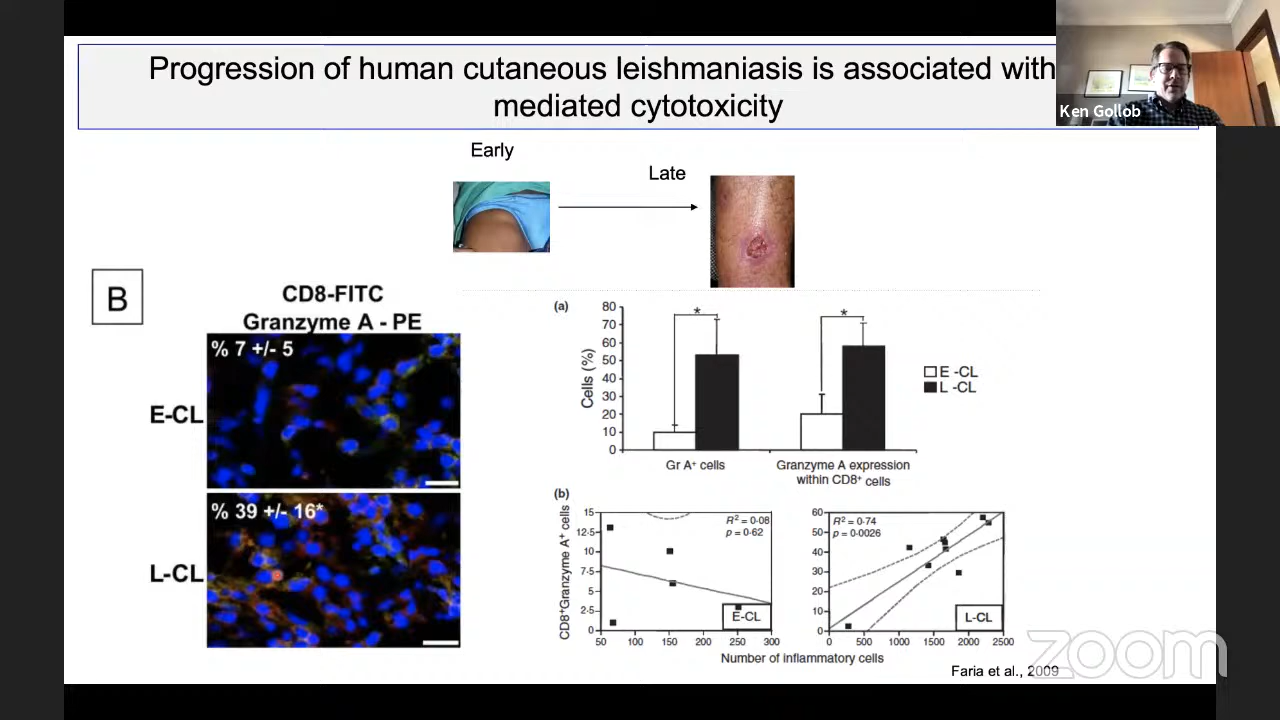 Progression of human cutaneous leishmaniasis is associated with
mediated cytotoxicity
Ken Gollob
Early
Late
B
CD8-FITC
Granzyme A - PE
% 7 +/- 5
E-CL
% 39 +/- 16*
L-CL
(a)
Cells (%)
80
70
60
50
40
30
20
10
0
*
*
Gr A⁺ cells
Granzyme A expression
within CD8⁺ cells
E -CL
L -CL
(b)
CD8⁺Granzyme A⁺ cells
15
12·5
10
7·5
5
2·5
0
R² = 0·08
p = 0·62
E-CL
50 100 150 200 250 300
60
50
40
30
20
10
0
R² = 0·74
p = 0·0026
L-CL
0 500 1000 1500 2000 2500
Number of inflammatory cells
Faria et al., 2009
zoom